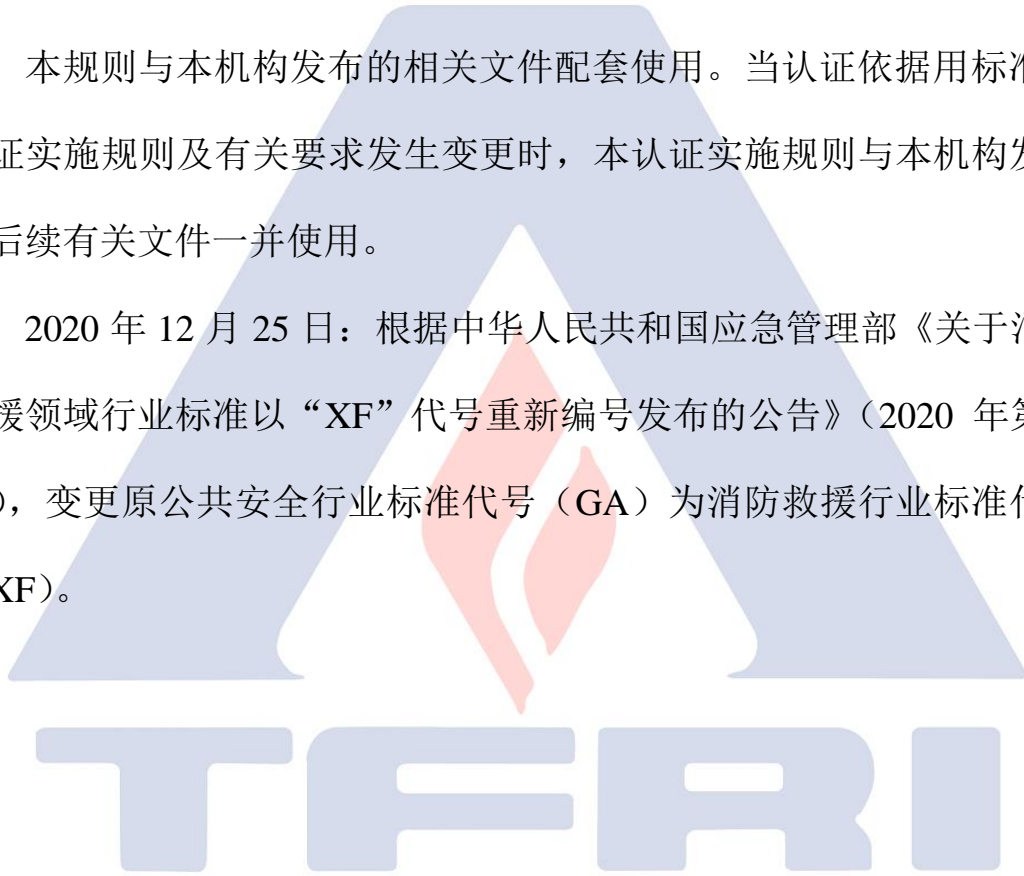 本规则与本机构发布的相关文件配套使用。当认证依据用标准
证实施规则及有关要求发生变更时，本认证实施规则与本机构发
后续有关文件一并使用。
2020 年 12 月 25 日：根据中华人民共和国应急管理部《关于消
援领域行业标准以“XF”代号重新编号发布的公告》（2020 年第
），变更原公共安全行业标准代号（GA）为消防救援行业标准代
XF）。
TFRI